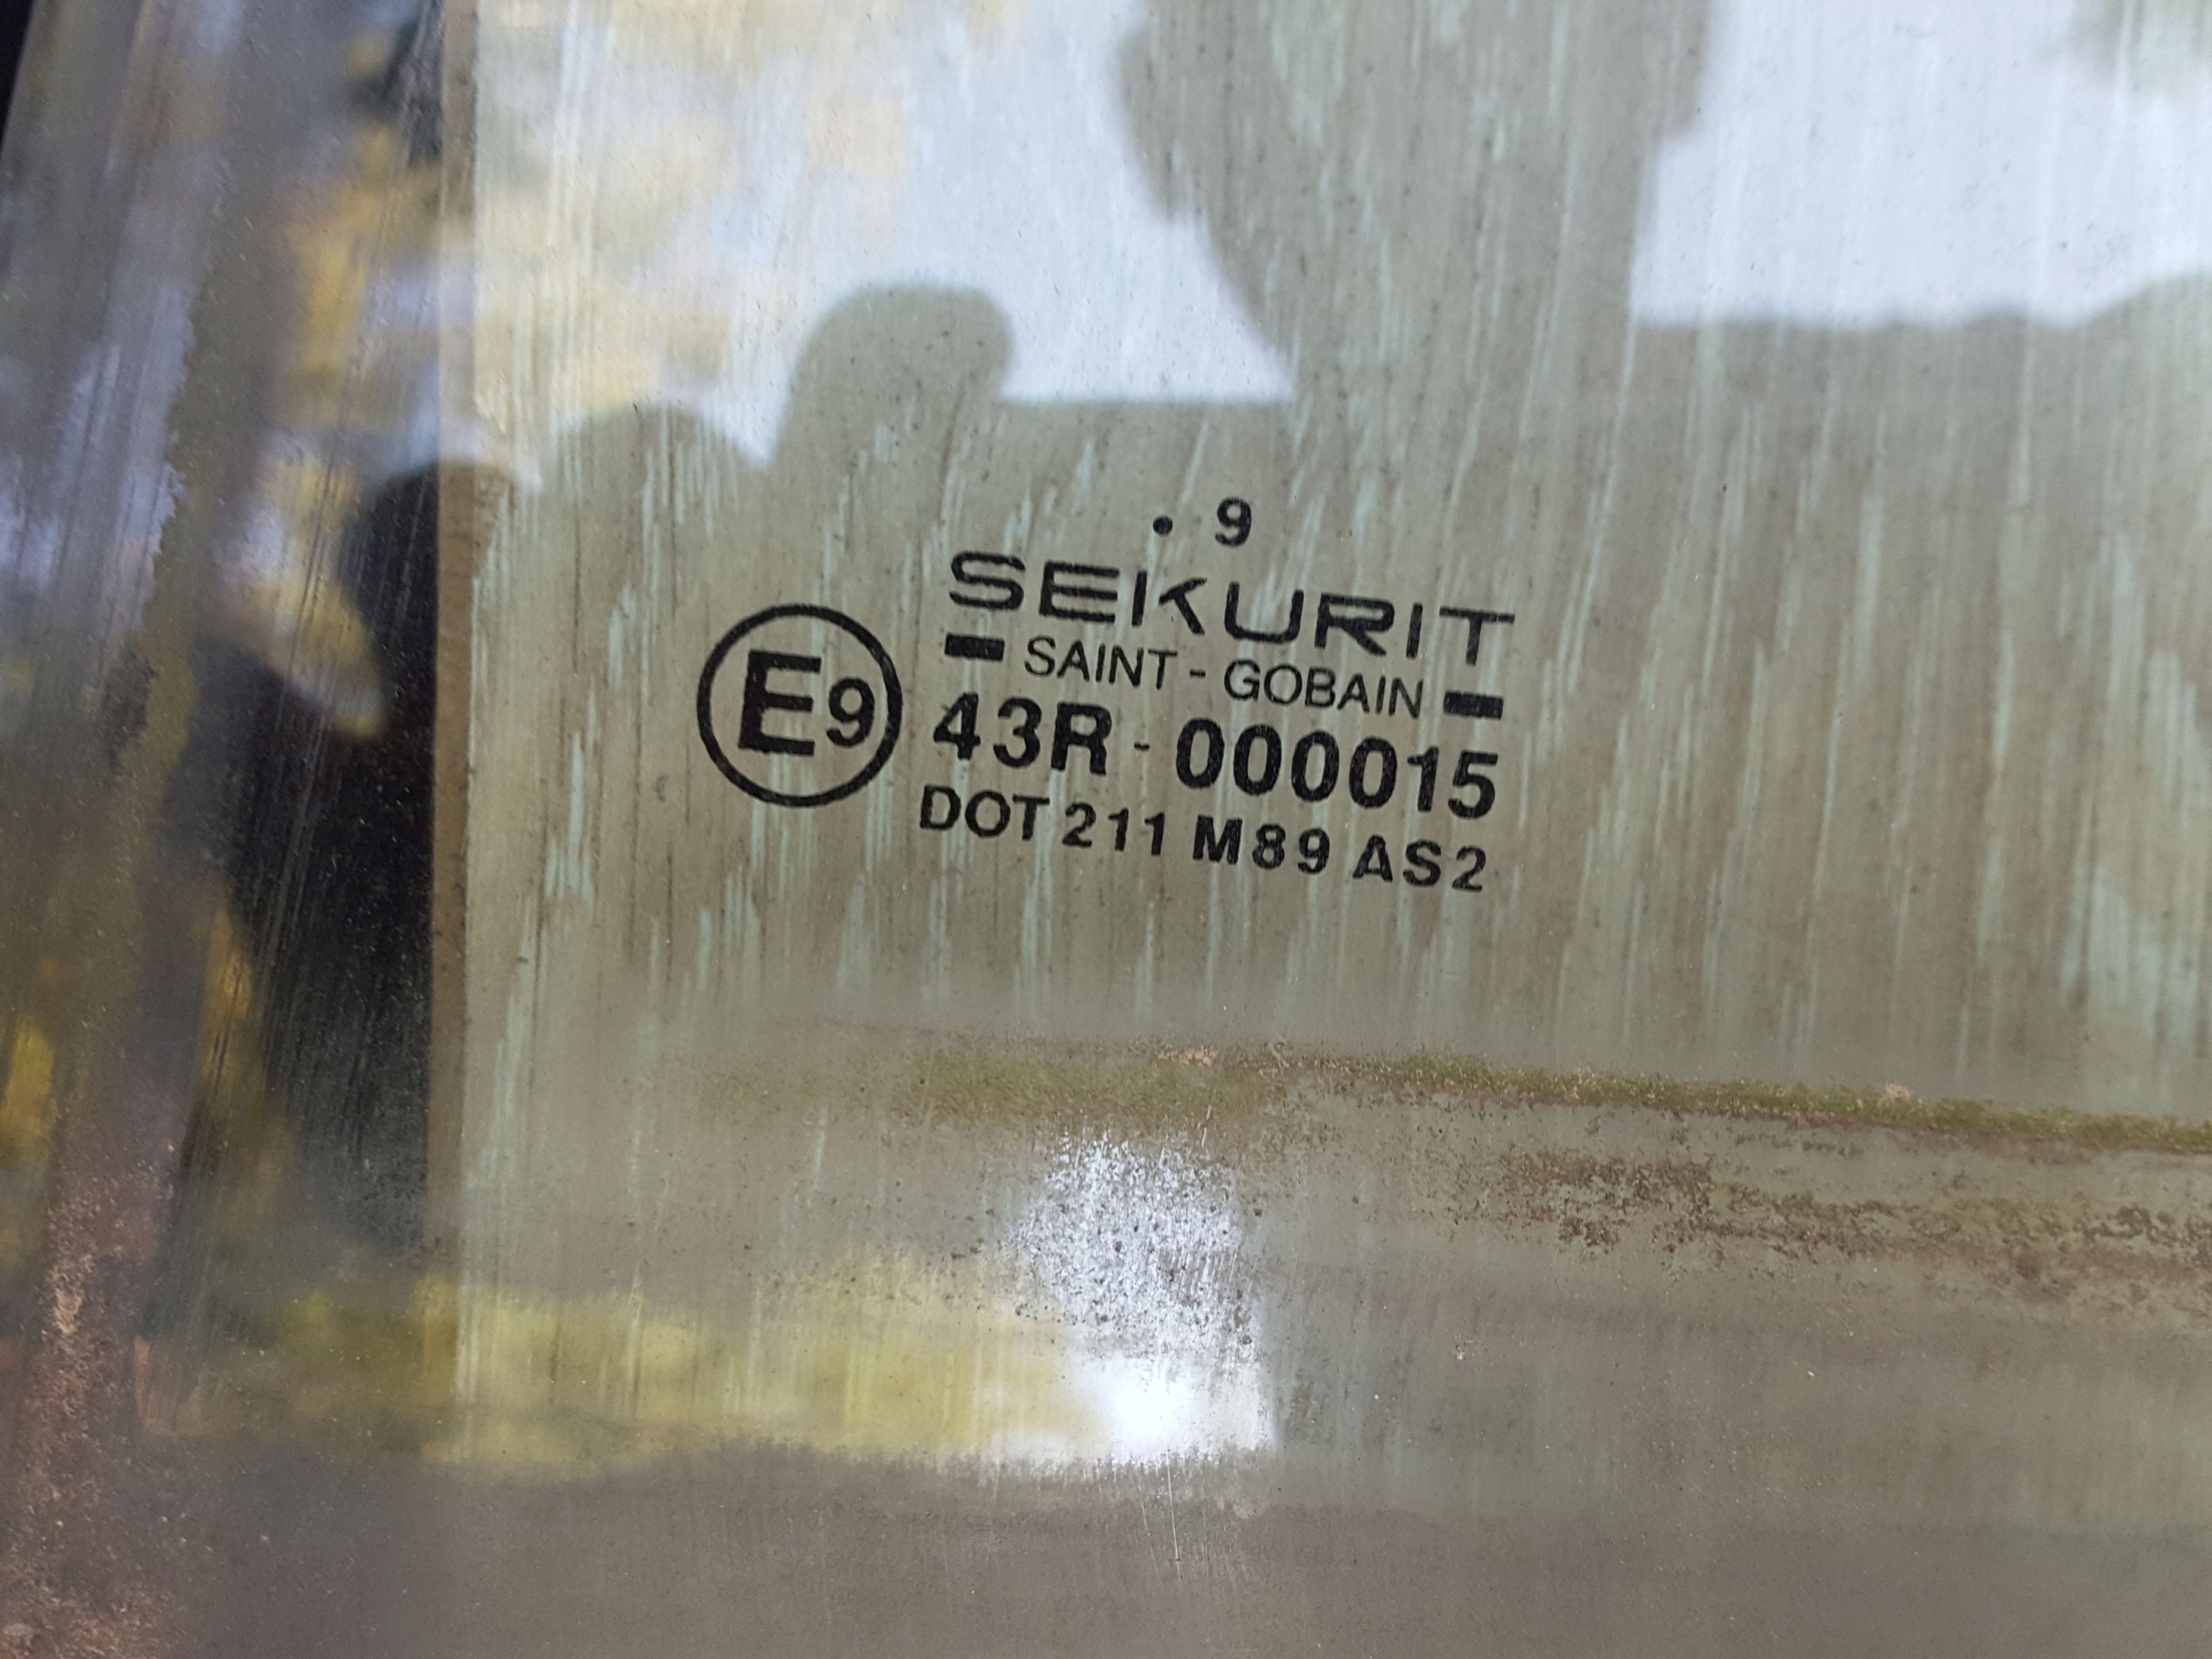 . 9
SEKURIT
SAINT - GOBAIN
E9 43R - 000015
DOT 211 M89 AS2